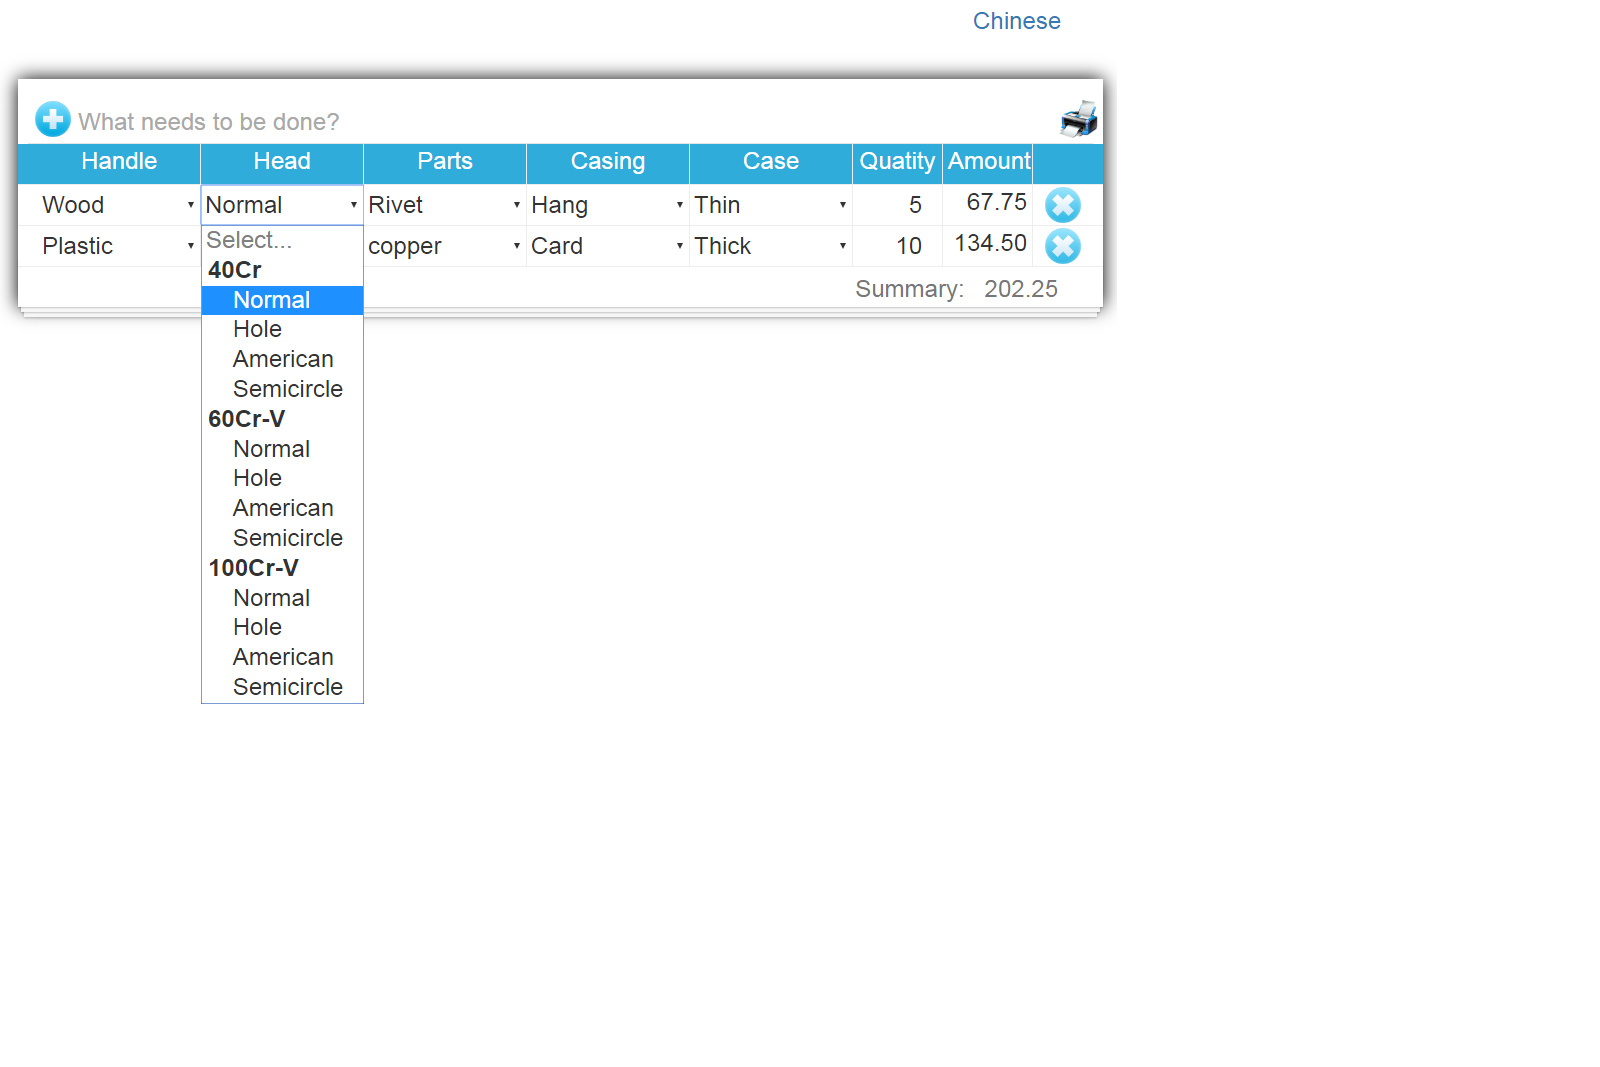 Chinese
What needs to be done?
Handle Head Parts Casing Case Quatity Amount
Wood Normal Rivet Hang Thin 5 67.75
Plastic copper Card Thick 10 134.50
Summary: 202.25
Select...
40Cr
Normal
Hole
American
Semicircle
60Cr-V
Normal
Hole
American
Semicircle
100Cr-V
Normal
Hole
American
Semicircle